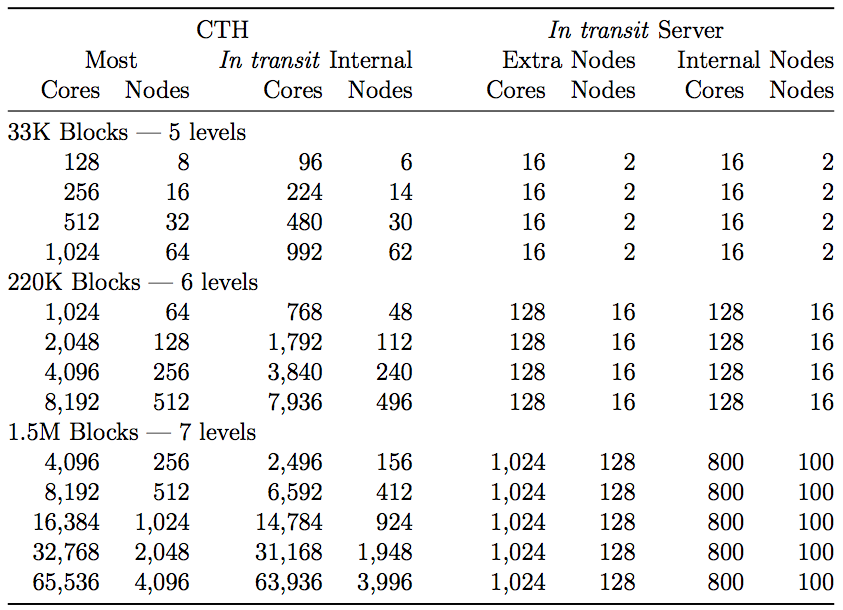 CTH In transit Server
Most In transit Internal Extra Nodes Internal Nodes
Cores Nodes Cores Nodes Cores Nodes Cores Nodes
33K Blocks — 5 levels
128 8 96 6 16 2 16 2
256 16 224 14 16 2 16 2
512 32 480 30 16 2 16 2
1,024 64 992 62 16 2 16 2
220K Blocks — 6 levels
1,024 64 768 48 128 16 128 16
2,048 128 1,792 112 128 16 128 16
4,096 256 3,840 240 128 16 128 16
8,192 512 7,936 496 128 16 128 16
1.5M Blocks — 7 levels
4,096 256 2,496 156 1,024 128 800 100
8,192 512 6,592 412 1,024 128 800 100
16,384 1,024 14,784 924 1,024 128 800 100
32,768 2,048 31,168 1,948 1,024 128 800 100
65,536 4,096 63,936 3,996 1,024 128 800 100